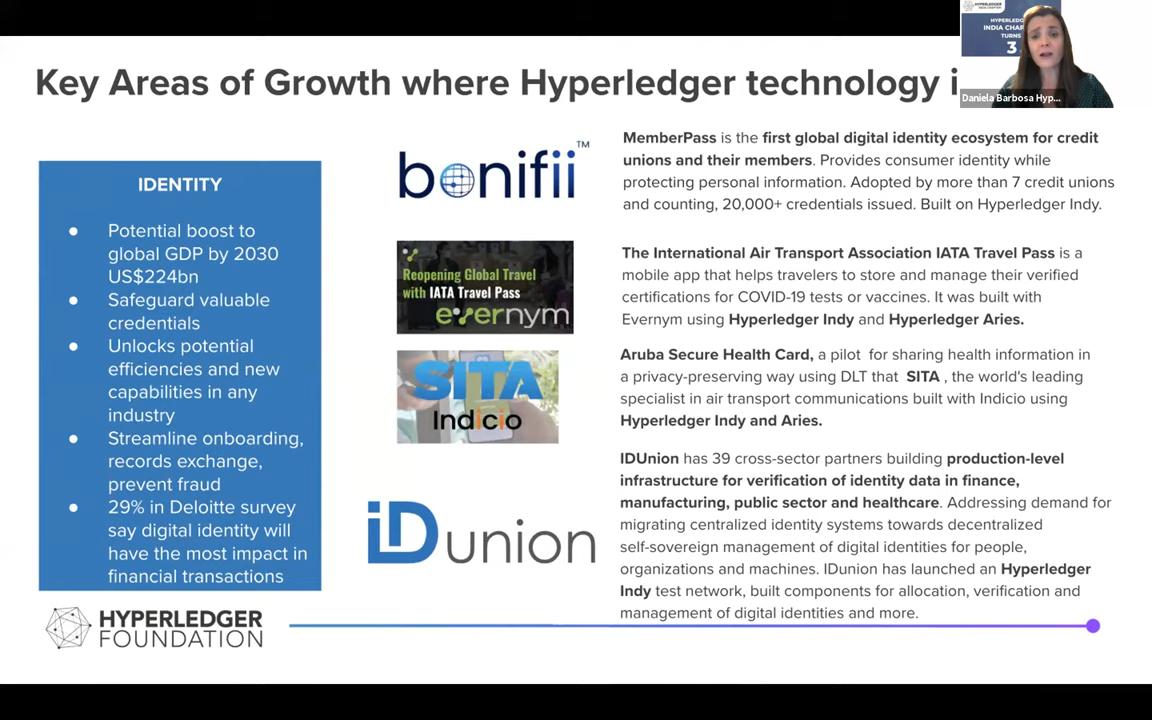 HYPERLEDGER
INDIA CHAP
TURNS
3
Daniela Barbosa Hyp...
Key Areas of Growth where Hyperledger technology i
IDENTITY
● Potential boost to
global GDP by 2030
US$224bn
● Safeguard valuable
credentials
● Unlocks potential
efficiencies and new
capabilities in any
industry
● Streamline onboarding,
records exchange,
prevent fraud
● 29% in Deloitte survey
say digital identity will
have the most impact in
financial transactions
bonifii™
MemberPass is the first global digital identity ecosystem for credit
unions and their members. Provides consumer identity while
protecting personal information. Adopted by more than 7 credit unions
and counting, 20,000+ credentials issued. Built on Hyperledger Indy.
Reopening Global Travel
with IATA Travel Pass
evernym
The International Air Transport Association IATA Travel Pass is a
mobile app that helps travelers to store and manage their verified
certifications for COVID-19 tests or vaccines. It was built with
Evernym using Hyperledger Indy and Hyperledger Aries.
SITA
Indicio
Aruba Secure Health Card, a pilot for sharing health information in
a privacy-preserving way using DLT that SITA , the world's leading
specialist in air transport communications built with Indicio using
Hyperledger Indy and Aries.
iDunion
IDUnion has 39 cross-sector partners building production-level
infrastructure for verification of identity data in finance,
manufacturing, public sector and healthcare. Addressing demand for
migrating centralized identity systems towards decentralized
self-sovereign management of digital identities for people,
organizations and machines. IDunion has launched an Hyperledger
Indy test network, built components for allocation, verification and
management of digital identities and more.
HYPERLEDGER
FOUNDATION